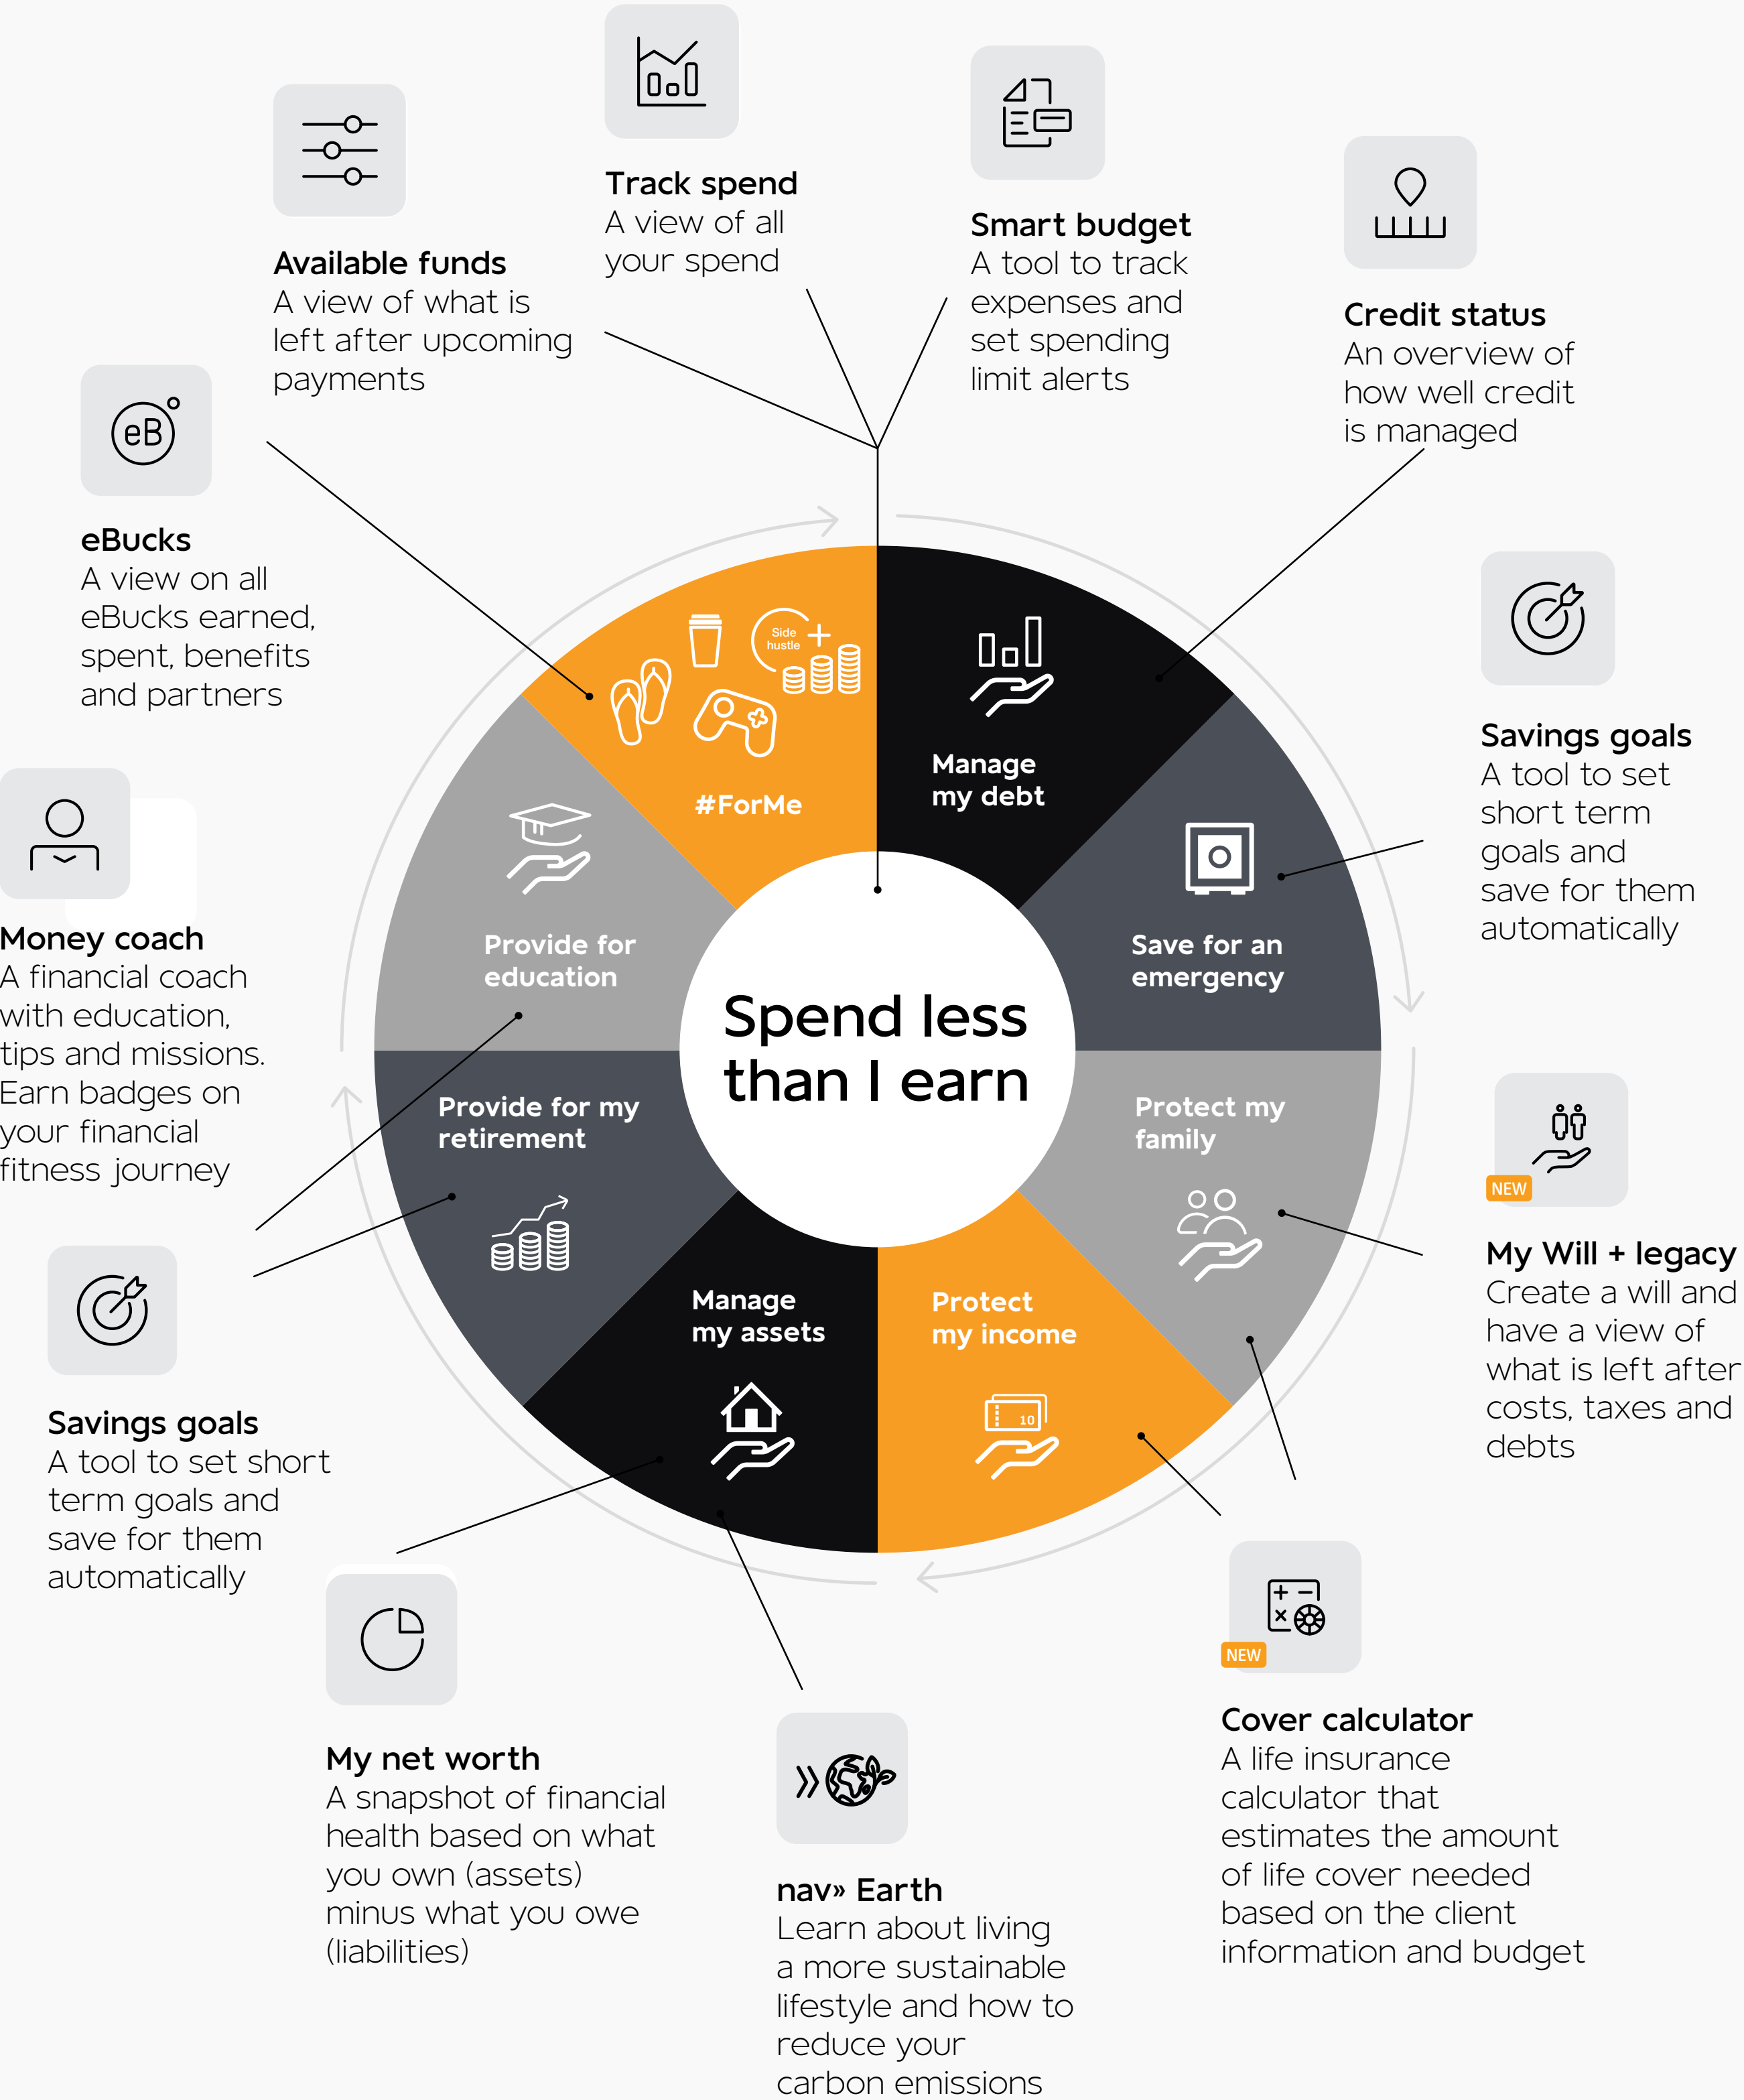 Track spend
A view of all
your spend
Smart budget
A tool to track
expenses and
set spending
limit alerts
Available funds
A view of what is
left after upcoming
payments
Credit status
An overview of
how well credit
is managed
eB
eBucks
A view on all
eBucks earned,
spent, benefits
and partners
Savings goals
A tool to set
short term
goals and
save for them
automatically
Side
hustle
#ForMe
Manage
my debt
Save for an
emergency
Provide for
education
Money coach
A financial coach
with education,
tips and missions.
Earn badges on
your financial
fitness journey
Spend less
than I earn
Provide for my
retirement
Protect my
family
NEW
My Will + legacy
Create a will and
have a view of
what is left after
costs, taxes and
debts
Manage
my assets
Protect
my income
10
Savings goals
A tool to set short
term goals and
save for them
automatically
NEW
Cover calculator
A life insurance
calculator that
estimates the amount
of life cover needed
based on the client
information and budget
My net worth
A snapshot of financial
health based on what
you own (assets)
minus what you owe
(liabilities)
nav» Earth
Learn about living
a more sustainable
lifestyle and how to
reduce your
carbon emissions